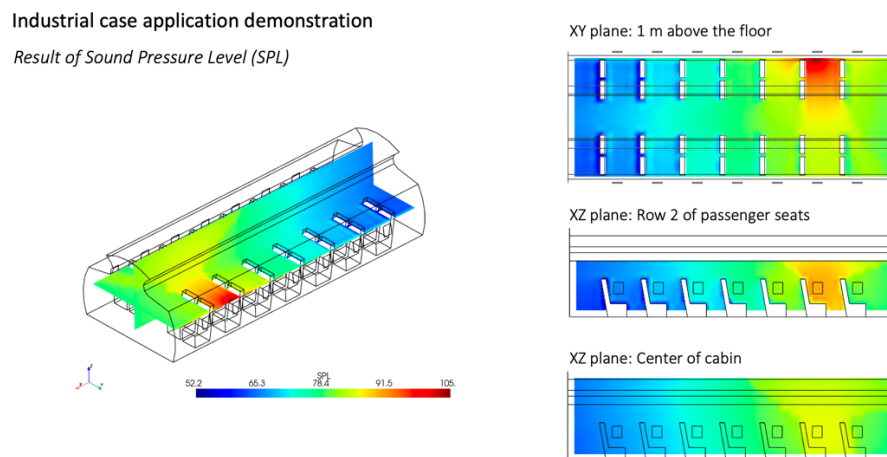 Industrial case application demonstration
Result of Sound Pressure Level (SPL)
XY plane: 1 m above the floor
XZ plane: Row 2 of passenger seats
XZ plane: Center of cabin
SPL
52.2 65.3 78.4 91.5 105.
z
x y